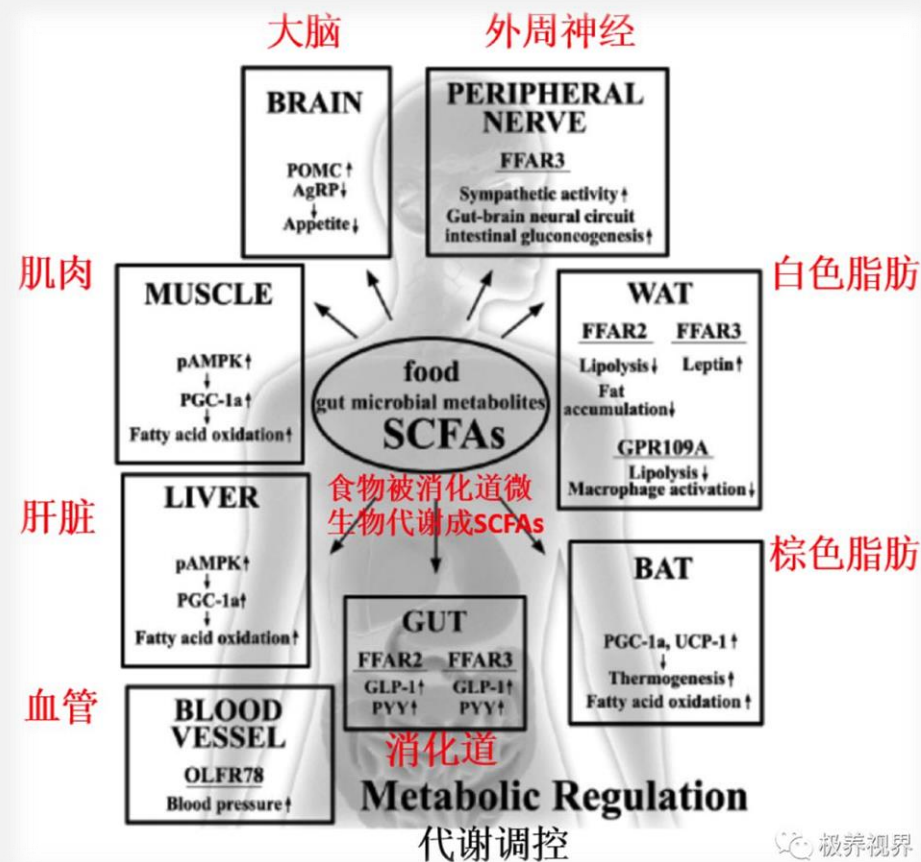 大脑
外周神经
BRAIN
POMC↑
AgRP↓
↓
Appetite↓
PERIPHERAL
NERVE
FFAR3
Sympathetic activity↑
Gut-brain neural circuit
intestinal gluconeogenesis↑
肌肉
MUSCLE
pAMPK↑
↓
PGC-1a↑
↓
Fatty acid oxidation↑
food
gut microbial metabolites
SCFAs
食物被消化道微
生物代谢成SCFAs
白色脂肪
WAT
FFAR2 FFAR3
Lipolysis↓ Leptin↑
Fat
accumulation↓
GPR109A
Lipolysis↓
Macrophage activation↓
肝脏
LIVER
pAMPK↑
↓
PGC-1a↑
↓
Fatty acid oxidation↑
棕色脂肪
BAT
PGC-1a, UCP-1↑
↓
Thermogenesis↑
Fatty acid oxidation↑
GUT
FFAR2 FFAR3
GLP-1↑ GLP-1↑
PYY↑ PYY↑
消化道
血管
BLOOD
VESSEL
OLFR78
Blood pressure↑
Metabolic Regulation
代谢调控
极养视界